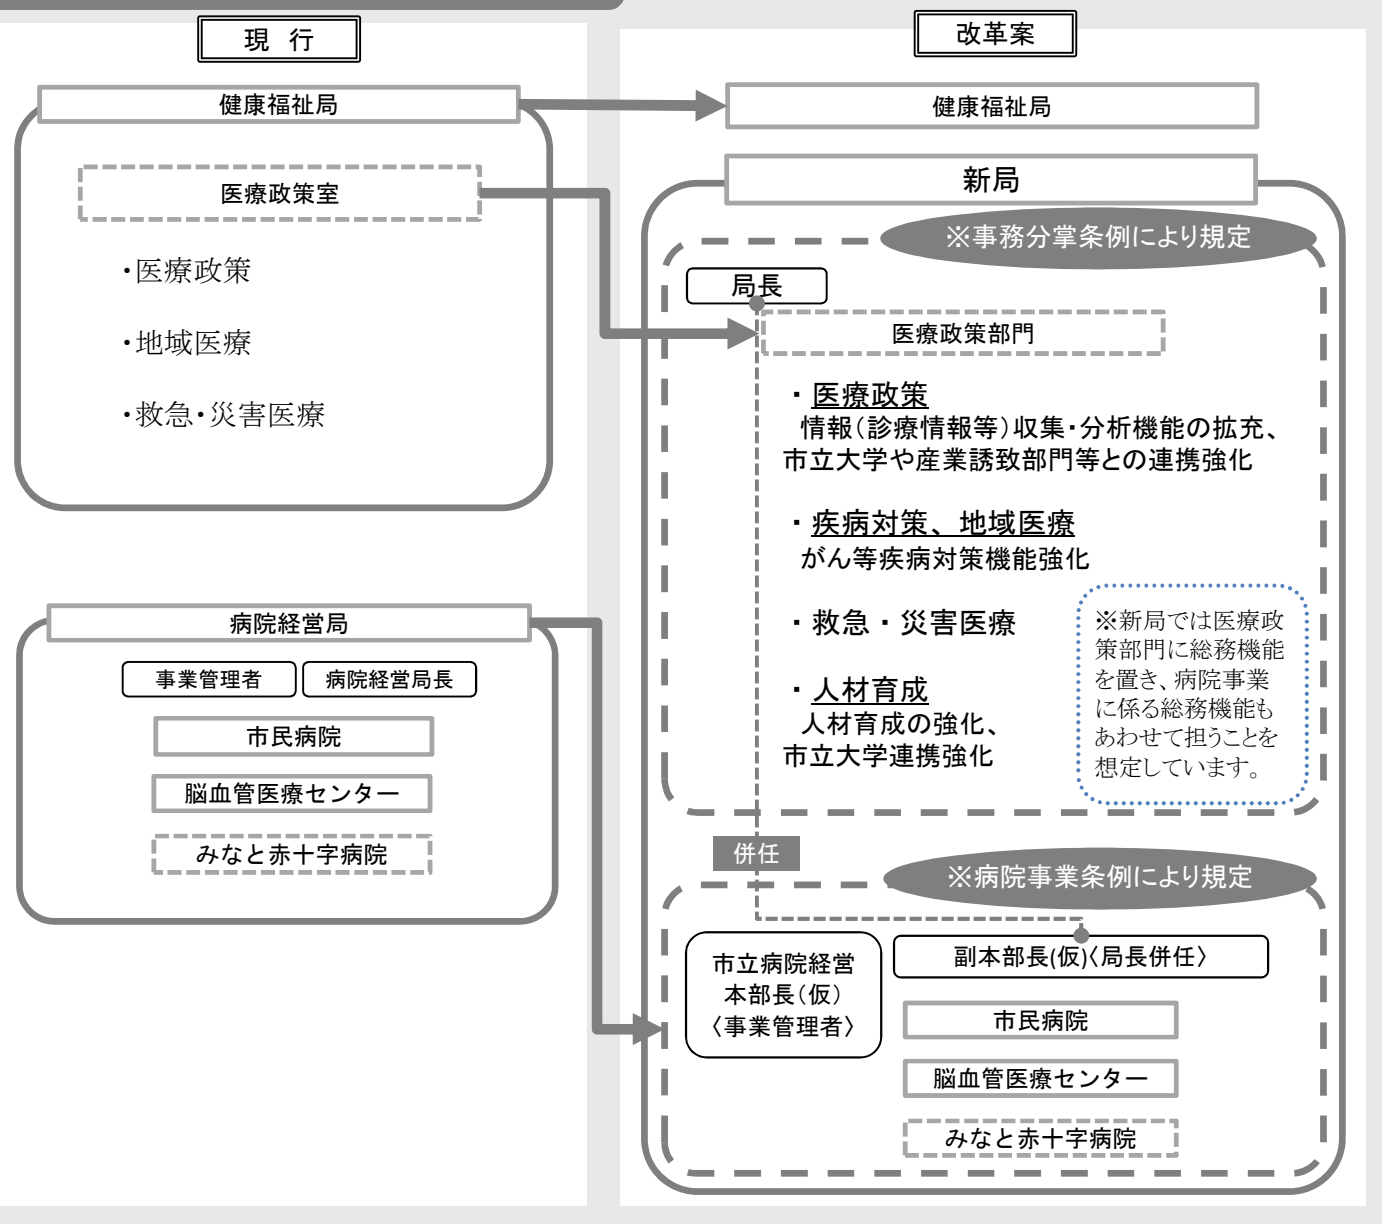 現 行
健康福祉局
医療政策室
・医療政策
・地域医療
・救急・災害医療
病院経営局
事業管理者
病院経営局長
市民病院
脳血管医療センター
みなと赤十字病院
改革案
健康福祉局
新局
※事務分掌条例により規定
局長
医療政策部門
・医療政策
情報（診療情報等）収集・分析機能の拡充、
市立大学や産業誘致部門等との連携強化
・疾病対策、地域医療
がん等疾病対策機能強化
・救急・災害医療
・人材育成
人材育成の強化、
市立大学連携強化
※新局では医療政
策部門に総務機能
を置き、病院事業
に係る総務機能も
あわせて担うことを
想定しています。
併任
※病院事業条例により規定
市立病院経営
本部長（仮）
〈事業管理者〉
副本部長(仮)〈局長併任〉
市民病院
脳血管医療センター
みなと赤十字病院